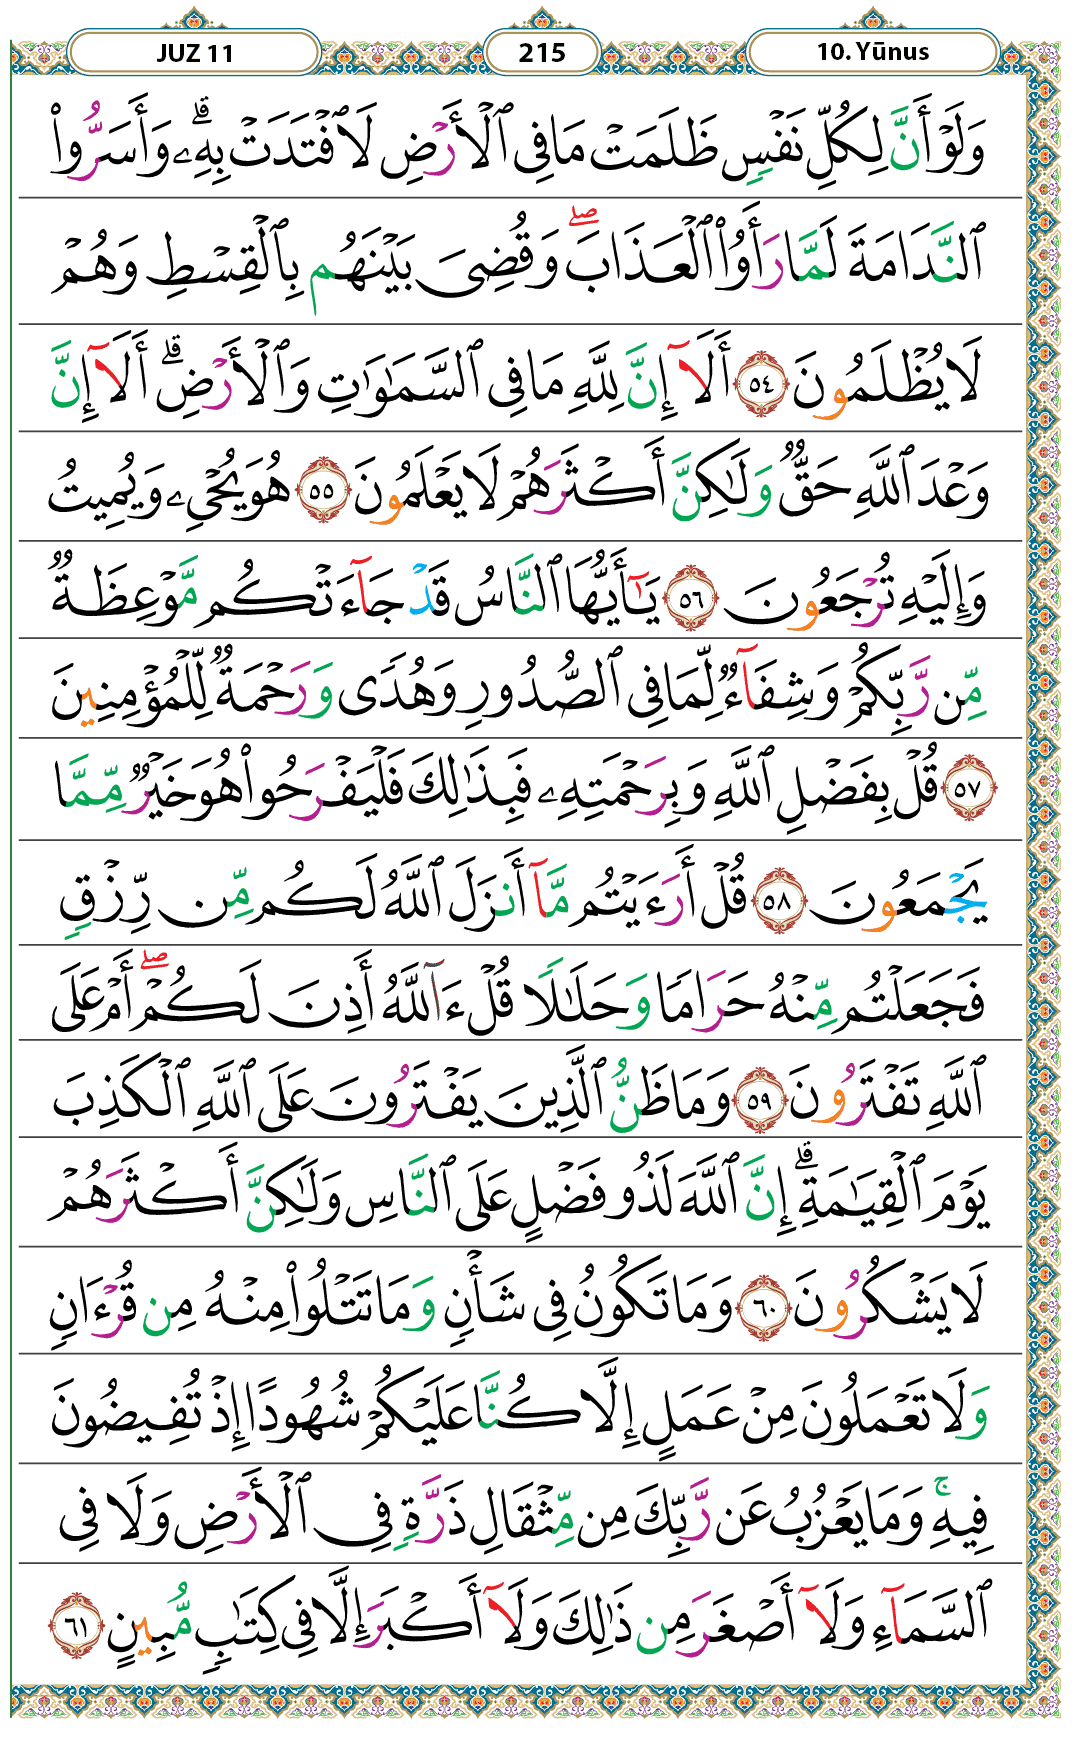 JUZ 11
215
10. Yūnus
وَلَوْ أَنَّ لِكُلِّ نَفْسٍ ظَلَمَتْ مَا فِى ٱلْأَرْضِ لَٱفْتَدَتْ بِهِۦ ۗ وَأَسَرُّوا۟
ٱلنَّدَامَةَ لَمَّا رَأَوُا۟ ٱلْعَذَابَ ۖ وَقُضِىَ بَيْنَهُم بِٱلْقِسْطِ وَهُمْ
لَا يُظْلَمُونَ ٥٤ أَلَآ إِنَّ لِلَّهِ مَا فِى ٱلسَّمَـٰوَٰتِ وَٱلْأَرْضِ ۗ أَلَآ إِنَّ
وَعْدَ ٱللَّهِ حَقٌّ وَلَـٰكِنَّ أَكْثَرَهُمْ لَا يَعْلَمُونَ ٥٥ هُوَ يُحْىِۦ وَيُمِيتُ
وَإِلَيْهِ تُرْجَعُونَ ٥٦ يَـٰٓأَيُّهَا ٱلنَّاسُ قَدْ جَآءَتْكُم مَّوْعِظَةٌ
مِّن رَّبِّكُمْ وَشِفَآءٌ لِّمَا فِى ٱلصُّدُورِ وَهُدًى وَرَحْمَةٌ لِّلْمُؤْمِنِينَ
٥٧ قُلْ بِفَضْلِ ٱللَّهِ وَبِرَحْمَتِهِۦ فَبِذَٰلِكَ فَلْيَفْرَحُوا۟ هُوَ خَيْرٌ مِّمَّا
يَجْمَعُونَ ٥٨ قُلْ أَرَءَيْتُم مَّآ أَنزَلَ ٱللَّهُ لَكُم مِّن رِّزْقٍ
فَجَعَلْتُم مِّنْهُ حَرَامًا وَحَلَـٰلًا قُلْ ءَآللَّهُ أَذِنَ لَكُمْ ۖ أَمْ عَلَى
ٱللَّهِ تَفْتَرُونَ ٥٩ وَمَا ظَنُّ ٱلَّذِينَ يَفْتَرُونَ عَلَى ٱللَّهِ ٱلْكَذِبَ
يَوْمَ ٱلْقِيَـٰمَةِ ۗ إِنَّ ٱللَّهَ لَذُو فَضْلٍ عَلَى ٱلنَّاسِ وَلَـٰكِنَّ أَكْثَرَهُمْ
لَا يَشْكُرُونَ ٦٠ وَمَا تَكُونُ فِى شَأْنٍ وَمَا تَتْلُوا۟ مِنْهُ مِن قُرْءَانٍ
وَلَا تَعْمَلُونَ مِنْ عَمَلٍ إِلَّا كُنَّا عَلَيْكُمْ شُهُودًا إِذْ تُفِيضُونَ
فِيهِ ۚ وَمَا يَعْزُبُ عَن رَّبِّكَ مِن مِّثْقَالِ ذَرَّةٍ فِى ٱلْأَرْضِ وَلَا فِى
ٱلسَّمَآءِ وَلَآ أَصْغَرَ مِن ذَٰلِكَ وَلَآ أَكْبَرَ إِلَّا فِى كِتَـٰبٍ مُّبِينٍ ٦١